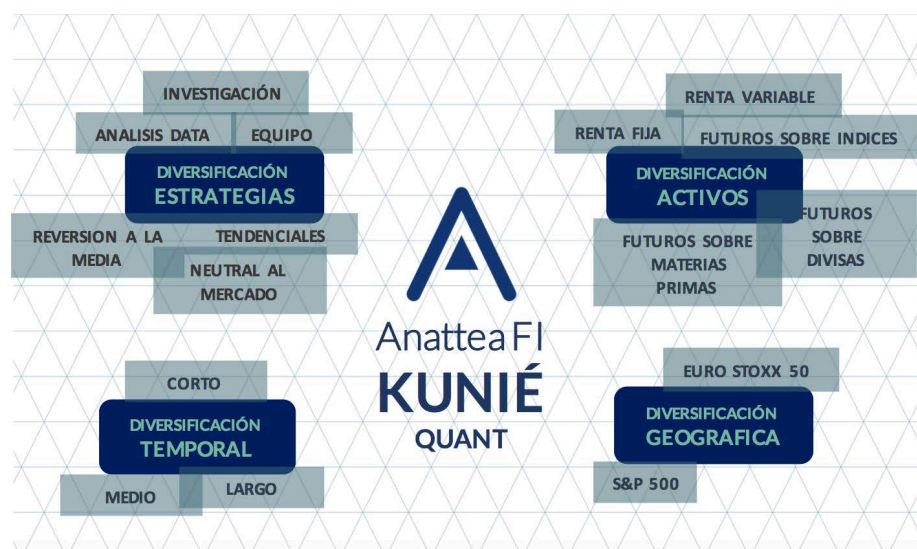 INVESTIGACIÓN
ANALISIS DATA
EQUIPO
DIVERSIFICACIÓN
ESTRATEGIAS
REVERSION A LA
MEDIA
TENDENCIALES
NEUTRAL AL
MERCADO
RENTA VARIABLE
RENTA FIJA
FUTUROS SOBRE INDICES
DIVERSIFICACIÓN
ACTIVOS
FUTUROS SOBRE
MATERIAS
PRIMAS
FUTUROS
SOBRE
DIVISAS
Anattea FI
KUNIÉ
QUANT
CORTO
DIVERSIFICACIÓN
TEMPORAL
MEDIO
LARGO
EURO STOXX 50
DIVERSIFICACIÓN
GEOGRAFICA
S&P 500